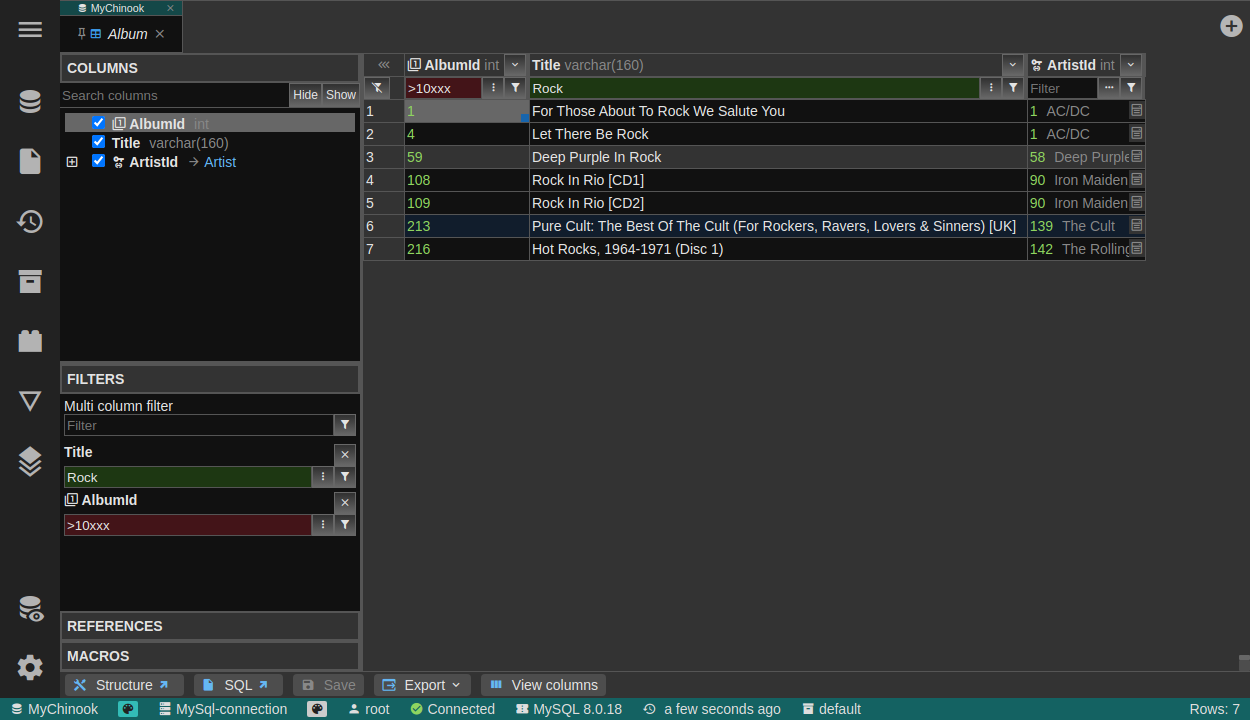 MyChinook
Album
COLUMNS
Search columns Hide Show
AlbumId int
Title varchar(160)
ArtistId Artist
AlbumId int Title varchar(160) ArtistId int
>10xxx Rock Filter
1 1 For Those About To Rock We Salute You 1 AC/DC
2 4 Let There Be Rock 1 AC/DC
3 59 Deep Purple In Rock 58 Deep Purple
4 108 Rock In Rio [CD1] 90 Iron Maiden
5 109 Rock In Rio [CD2] 90 Iron Maiden
6 213 Pure Cult: The Best Of The Cult (For Rockers, Ravers, Lovers & Sinners) [UK] 139 The Cult
7 216 Hot Rocks, 1964-1971 (Disc 1) 142 The Rolling
FILTERS
Multi column filter
Filter
Title
Rock
AlbumId
>10xxx
REFERENCES
MACROS
Structure SQL Save Export View columns
MyChinook MySql-connection root Connected MySQL 8.0.18 a few seconds ago default Rows: 7